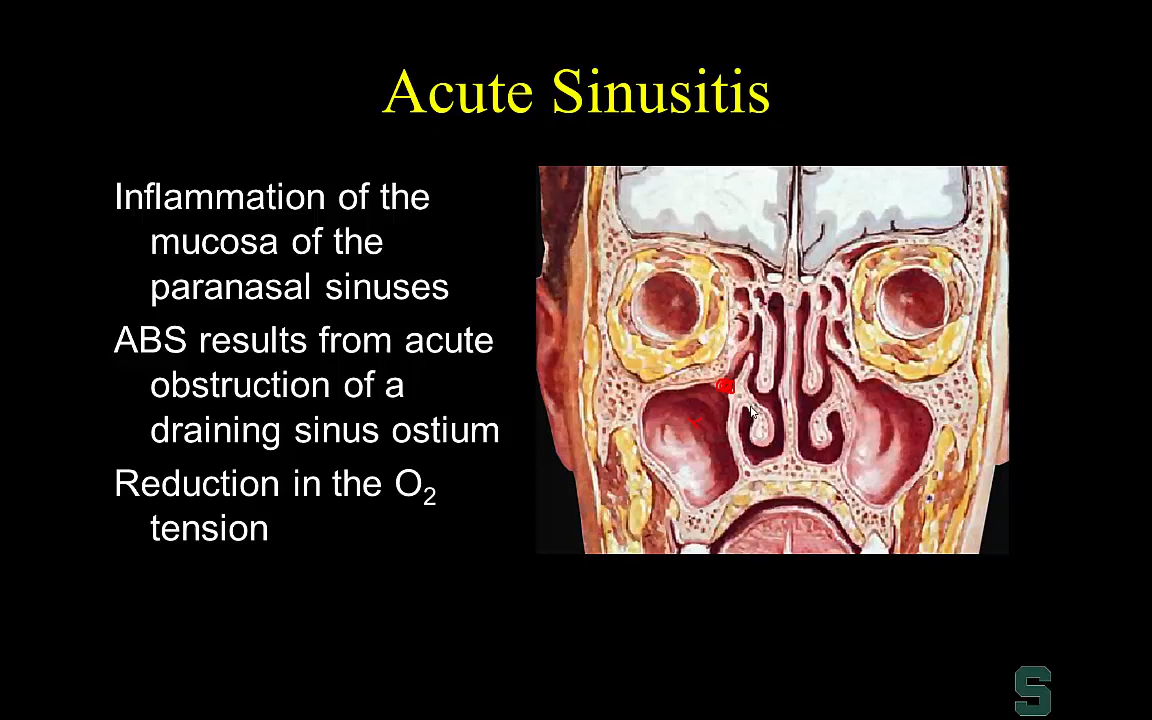 Acute Sinusitis
Inflammation of the
mucosa of the
paranasal sinuses
ABS results from acute
obstruction of a
draining sinus ostium
Reduction in the O₂
tension
S